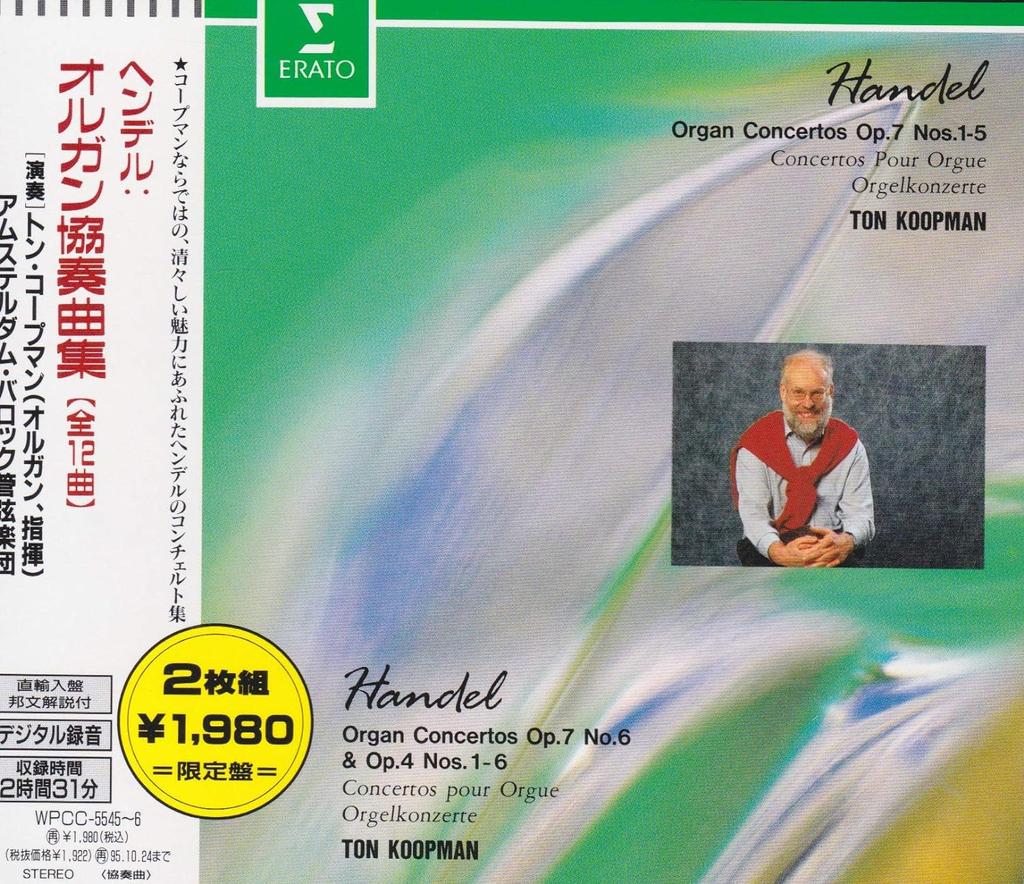 ヘンデル:
オルガン協奏曲集【全12曲】
[演奏]トン・コープマン(オルガン、指揮)
アムステルダム・バロック管弦楽団
★コープマンならではの、清々しい魅力にあふれたヘンデルのコンチェルト集
ERATO
Handel
Organ Concertos Op.7 Nos.1-5
Concertos Pour Orgue
Orgelkonzerte
TON KOOPMAN
2枚組
¥1,980
=限定盤=
Handel
Organ Concertos Op.7 No.6
& Op.4 Nos.1-6
Concertos pour Orgue
Orgelkonzerte
TON KOOPMAN
直輸入盤
邦文解説付
デジタル録音
収録時間
2時間31分
WPCC-5545~6
再¥1,980(税込)
(税抜価格¥1,922)再95.10.24まで
STEREO 〈協奏曲〉